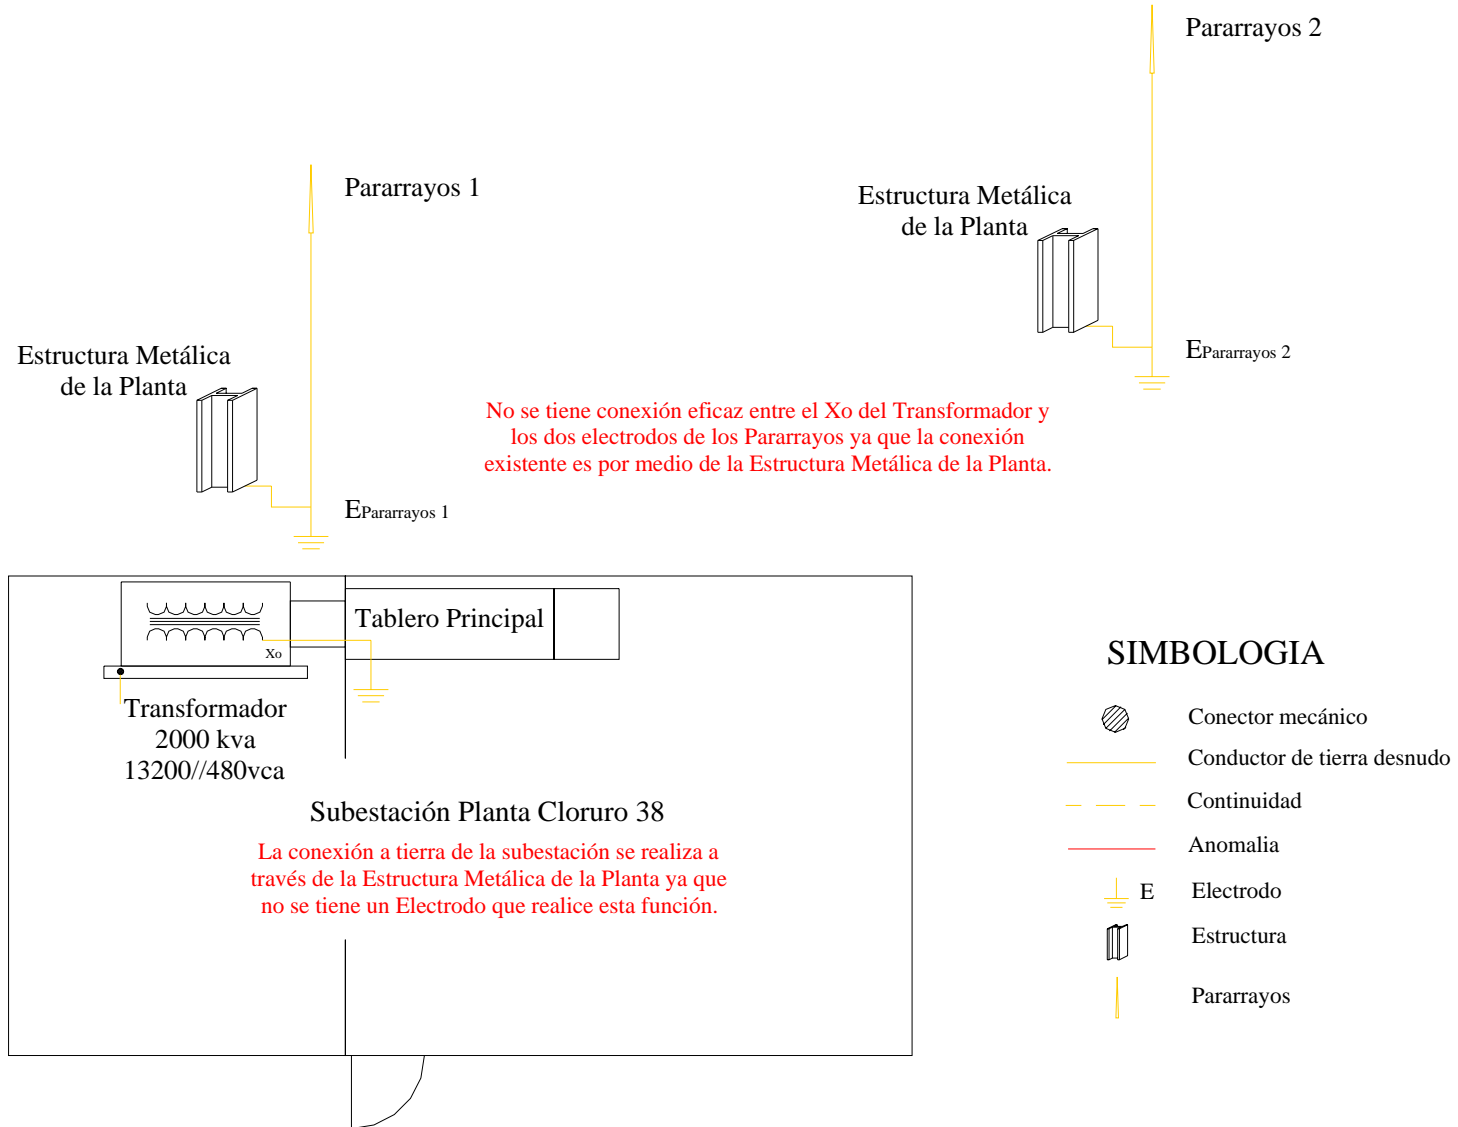 Pararrayos 2
Pararrayos 1
Estructura Metálica
de la Planta
EPararrayos 2
Estructura Metálica
de la Planta
No se tiene conexión eficaz entre el Xo del Transformador y
los dos electrodos de los Pararrayos ya que la conexión
existente es por medio de la Estructura Metálica de la Planta.
EPararrayos 1
Tablero Principal
Xo
Transformador
2000 kva
13200//480vca
Subestación Planta Cloruro 38
La conexión a tierra de la subestación se realiza a
través de la Estructura Metálica de la Planta ya que
no se tiene un Electrodo que realice esta función.
SIMBOLOGIA
Conector mecánico
Conductor de tierra desnudo
Continuidad
Anomalia
E Electrodo
Estructura
Pararrayos